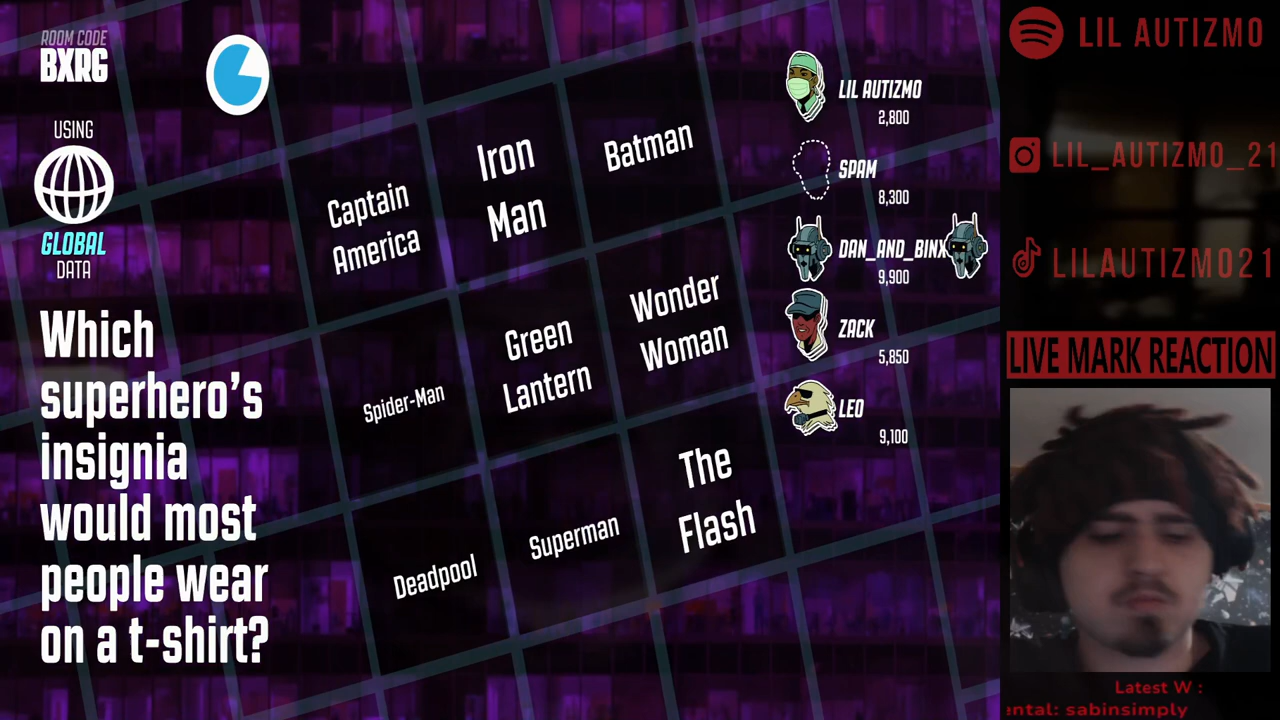 ROOM CODE
BXRG
USING
GLOBAL
DATA
Which
superhero's
insignia
would most
people wear
on a t-shirt?
Captain
America
Iron
Man
Batman
Spider-Man
Green
Lantern
Wonder
Woman
Deadpool
Superman
The
Flash
LIL AUTIZMO
2,800
SPAM
8,300
DAN_AND_BINX
9,900
ZACK
5,850
LEO
9,100
LIL AUTIZMO
LIL_AUTIZMO_21
LILAUTIZMO21
LIVE MARK REACTION
Latest W :
ental: sabinsimply